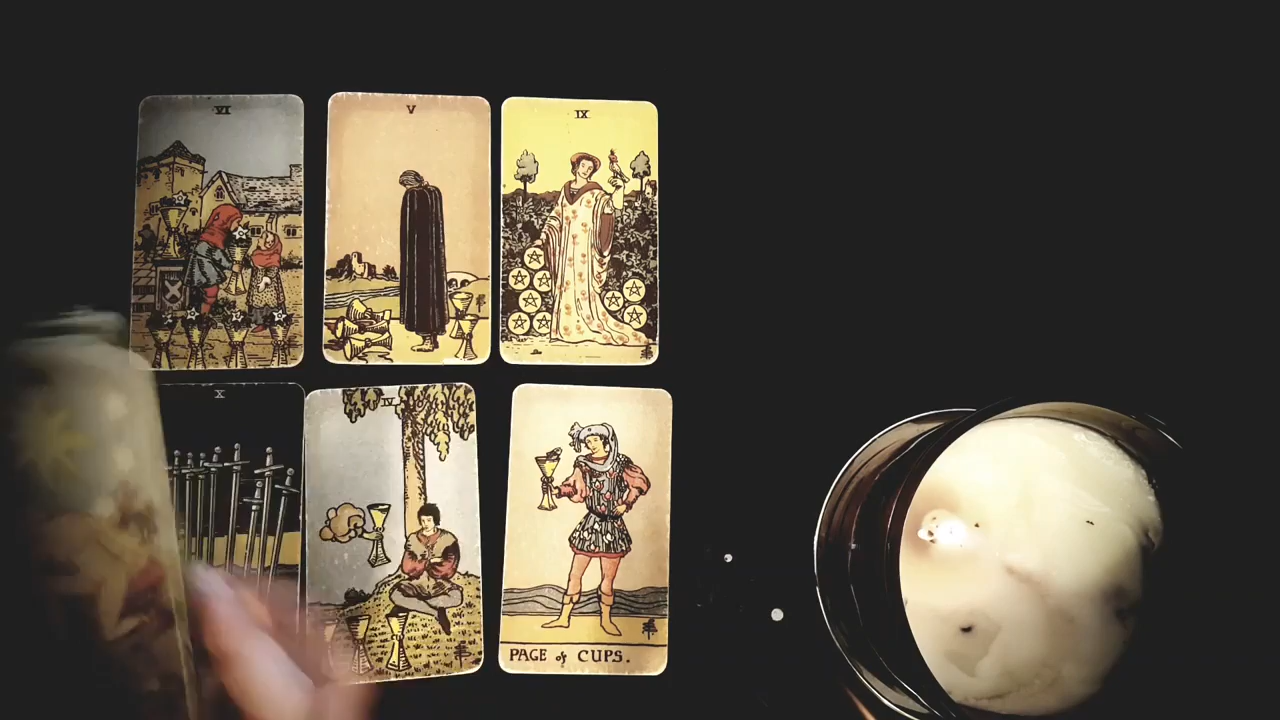 VI
V
IX
X
IV
PAGE of CUPS.